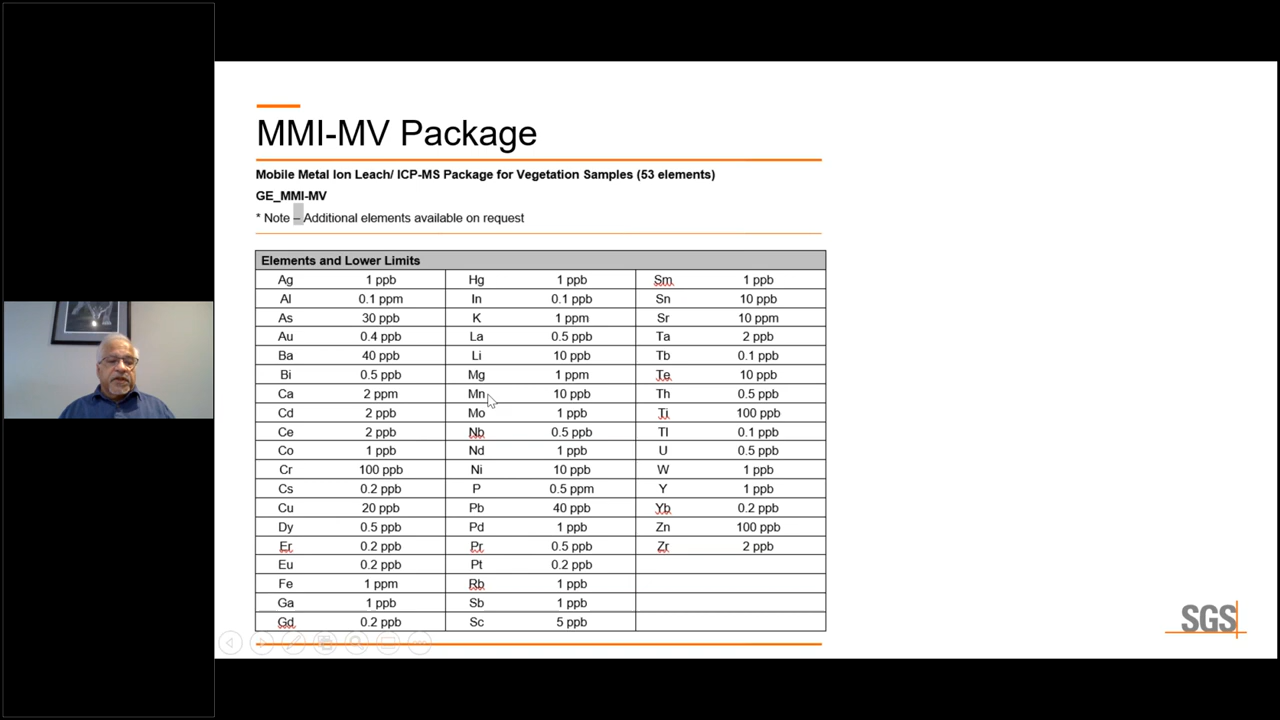 MMI-MV Package
Mobile Metal Ion Leach/ ICP-MS Package for Vegetation Samples (53 elements)
GE_MMI-MV
* Note – Additional elements available on request
Elements and Lower Limits
Ag 1 ppb Hg 1 ppb Sm 1 ppb
Al 0.1 ppm In 0.1 ppb Sn 10 ppb
As 30 ppb K 1 ppm Sr 10 ppm
Au 0.4 ppb La 0.5 ppb Ta 2 ppb
Ba 40 ppb Li 10 ppb Tb 0.1 ppb
Bi 0.5 ppb Mg 1 ppm Te 10 ppb
Ca 2 ppm Mn 10 ppb Th 0.5 ppb
Cd 2 ppb Mo 1 ppb Ti 100 ppb
Ce 2 ppb Nb 0.5 ppb Tl 0.1 ppb
Co 1 ppb Nd 1 ppb U 0.5 ppb
Cr 100 ppb Ni 10 ppb W 1 ppb
Cs 0.2 ppb P 0.5 ppm Y 1 ppb
Cu 20 ppb Pb 40 ppb Yb 0.2 ppb
Dy 0.5 ppb Pd 1 ppb Zn 100 ppb
Er 0.2 ppb Pr 0.5 ppb Zr 2 ppb
Eu 0.2 ppb Pt 0.2 ppb
Fe 1 ppm Rb 1 ppb
Ga 1 ppb Sb 1 ppb
Gd 0.2 ppb Sc 5 ppb
SGS